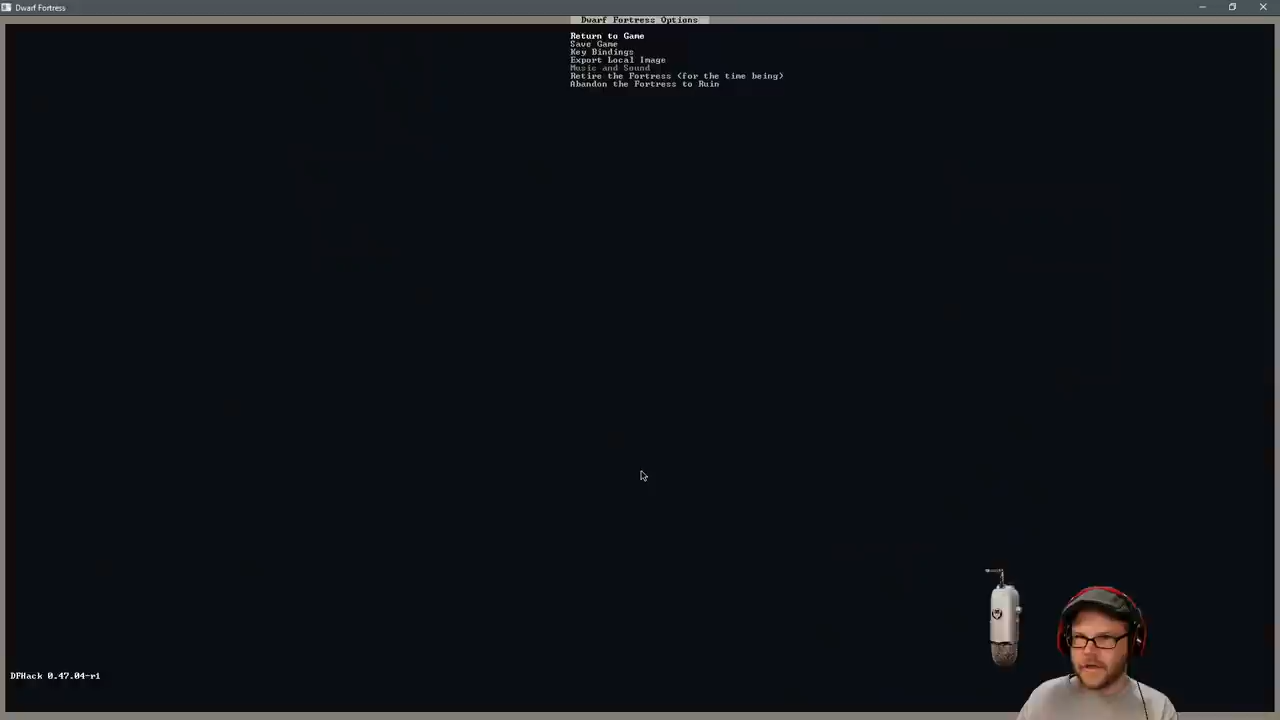 Dwarf Fortress
Dwarf Fortress Options
Return to Game
Save Game
Key Bindings
Export Local Image
Music and Sound
Retire the Fortress (for the time being)
Abandon the Fortress to Ruin
DFHack 0.47.04-r1